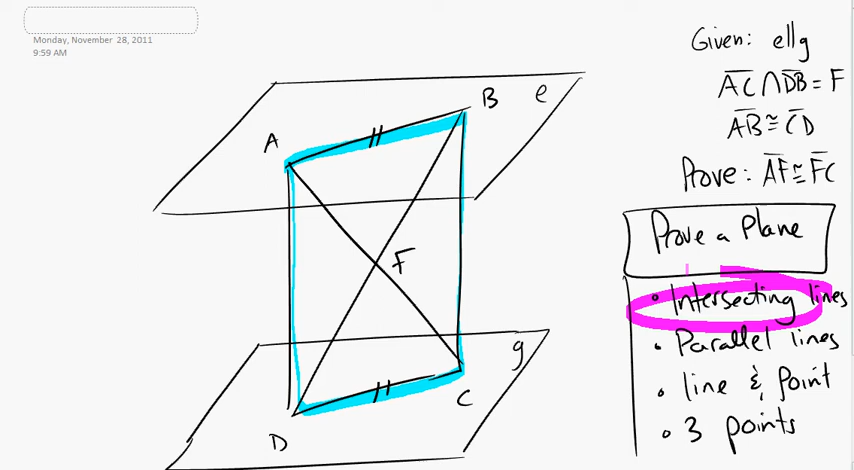 Monday, November 28, 2011
9:59 AM
Given: e||g
AC ∩ DB = F
AB ≅ CD
Prove: AF ≅ FC
Prove a Plane
• Intersecting lines
• Parallel lines
• line & point
• 3 points
B
e
A
F
g
C
D